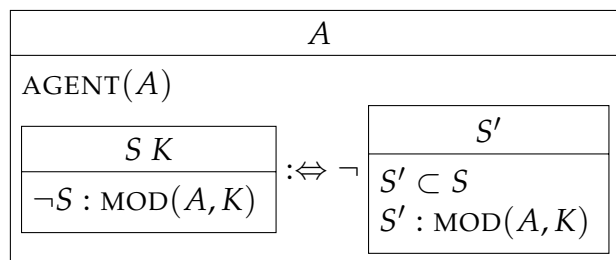 A
AGENT(A)
S K
¬S : MOD(A, K)
:⇔ ¬
S′
S′ ⊂ S
S′ : MOD(A, K)